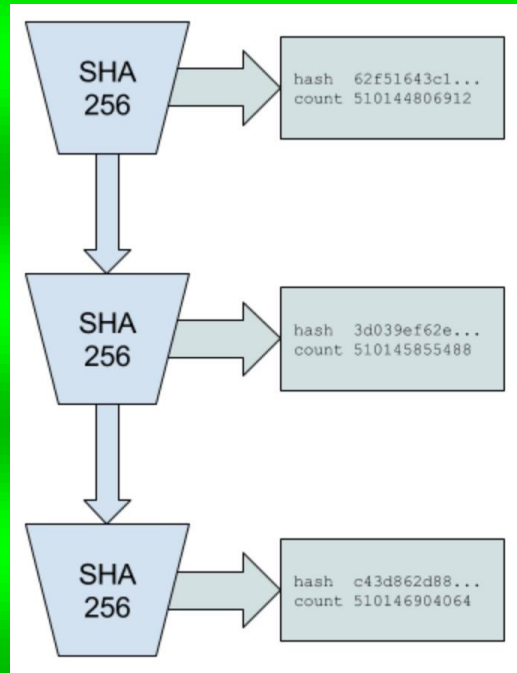 SHA
256
hash 62f51643c1...
count 510144806912
SHA
256
hash 3d039ef62e...
count 510145855488
SHA
256
hash c43d862d88...
count 510146904064